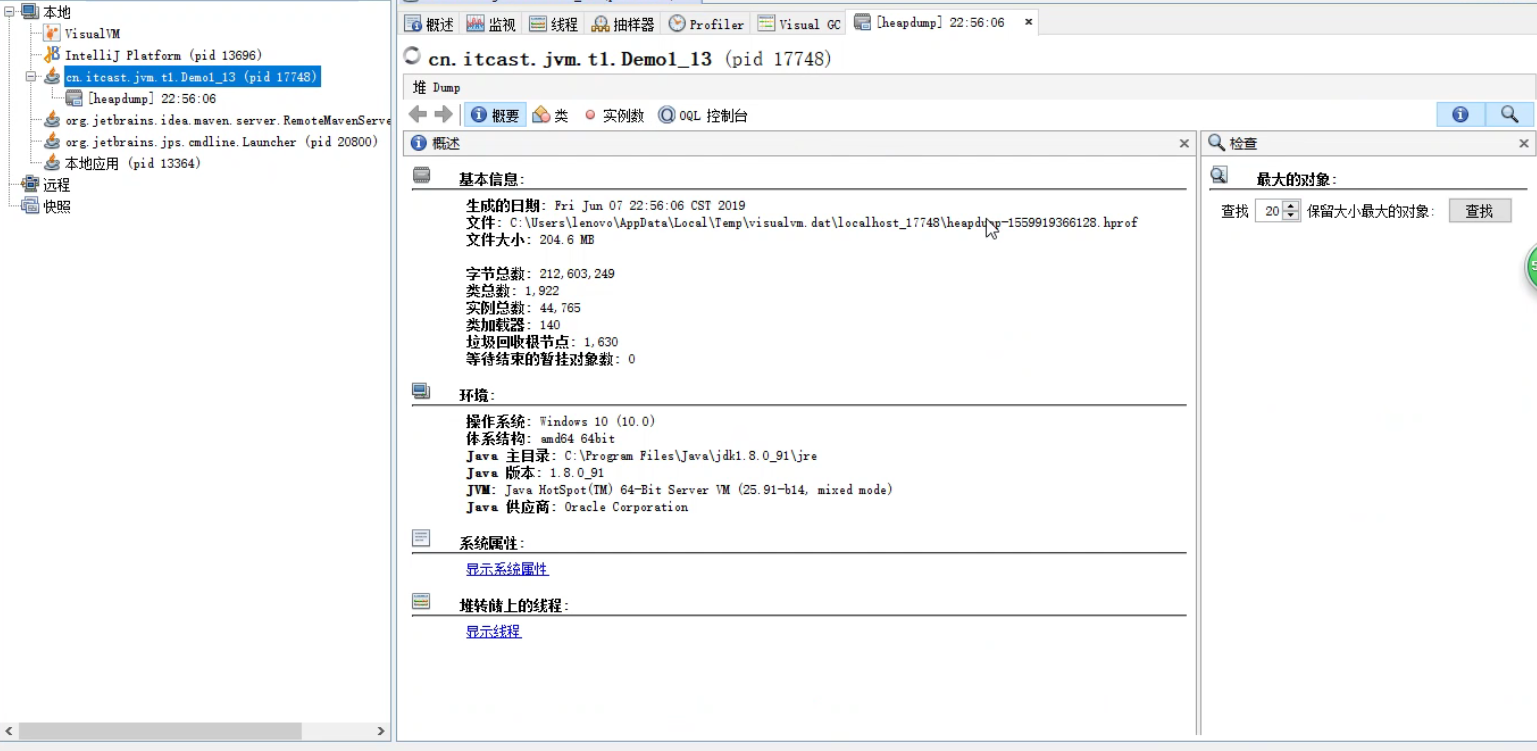 本地
VisualVM
IntelliJ Platform (pid 13696)
cn.itcast.jvm.t1.Demo1_13 (pid 17748)
[heapdump] 22:56:06
org.jetbrains.idea.maven.server.RemoteMavenServe
org.jetbrains.jps.cmdline.Launcher (pid 20800)
本地应用 (pid 13364)
远程
快照
概述 监视 线程 抽样器 Profiler Visual GC [heapdump] 22:56:06
cn.itcast.jvm.t1.Demo1_13 (pid 17748)
堆 Dump
概要 类 实例数 OQL 控制台
概述
基本信息:
生成的日期: Fri Jun 07 22:56:06 CST 2019
文件: C:\Users\lenovo\AppData\Local\Temp\visualvm.dat\localhost_17748\heapdump-1559919366128.hprof
文件大小: 204.6 MB
字节总数: 212,603,249
类总数: 1,922
实例总数: 44,765
类加载器: 140
垃圾回收根节点: 1,630
等待结束的暂挂对象数: 0
环境:
操作系统: Windows 10 (10.0)
体系结构: amd64 64bit
Java 主目录: C:\Program Files\Java\jdk1.8.0_91\jre
Java 版本: 1.8.0_91
JVM: Java HotSpot(TM) 64-Bit Server VM (25.91-b14, mixed mode)
Java 供应商: Oracle Corporation
系统属性:
显示系统属性
堆转储上的线程:
显示线程
检查
最大的对象:
查找 20 保留大小最大的对象: 查找